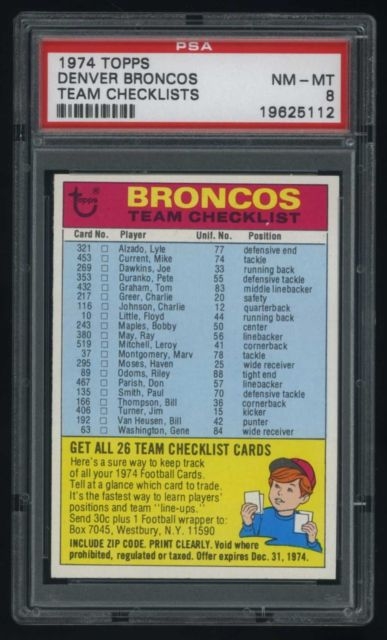 PSA
1974 TOPPS
DENVER BRONCOS NM-MT
TEAM CHECKLISTS 8
19625112
Topps®
BRONCOS
TEAM CHECKLIST
Card No. Player Unif. No. Position
321 □ Alzado, Lyle 77 defensive end
453 □ Current, Mike 74 tackle
269 □ Dawkins, Joe 33 running back
353 □ Duranko, Pete 55 defensive tackle
432 □ Graham, Tom 83 middle linebacker
217 □ Greer, Charlie 20 safety
116 □ Johnson, Charlie 12 quarterback
10 □ Little, Floyd 44 running back
243 □ Maples, Bobby 50 center
380 □ May, Ray 56 linebacker
519 □ Mitchell, Leroy 41 cornerback
37 □ Montgomery, Marv 78 tackle
295 □ Moses, Haven 25 wide receiver
89 □ Odoms, Riley 88 tight end
467 □ Parish, Don 57 linebacker
135 □ Smith, Paul 70 defensive tackle
166 □ Thompson, Bill 36 cornerback
406 □ Turner, Jim 15 kicker
192 □ Van Heusen, Bill 42 punter
63 □ Washington, Gene 84 wide receiver
GET ALL 26 TEAM CHECKLIST CARDS
Here's a sure way to keep track
of all your 1974 Football Cards.
Tell at a glance which card to trade.
It's the fastest way to learn players'
positions and team "line-ups."
Send 30c plus 1 Football wrapper to:
Box 7045, Westbury, N.Y. 11590
INCLUDE ZIP CODE. PRINT CLEARLY. Void where
prohibited, regulated or taxed. Offer expires Dec. 31, 1974.